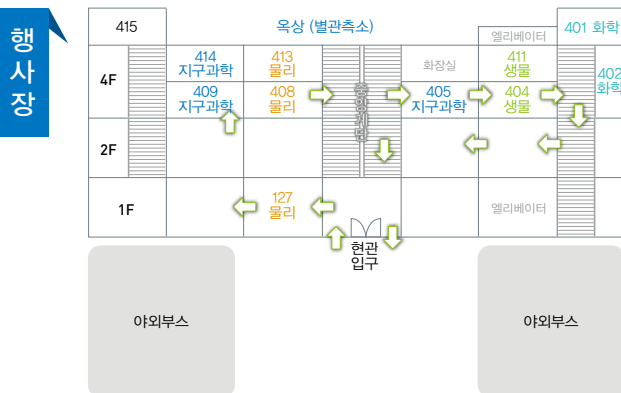 행사장
415
옥상 (별관측소)
엘리베이터
401 화학
4F
414
지구과학
413
물리
화장실
411
생물
402
화학
409
지구과학
408
물리
중앙계단
405
지구과학
404
생물
2F
1F
127
물리
엘리베이터
현관
입구
야외부스
야외부스